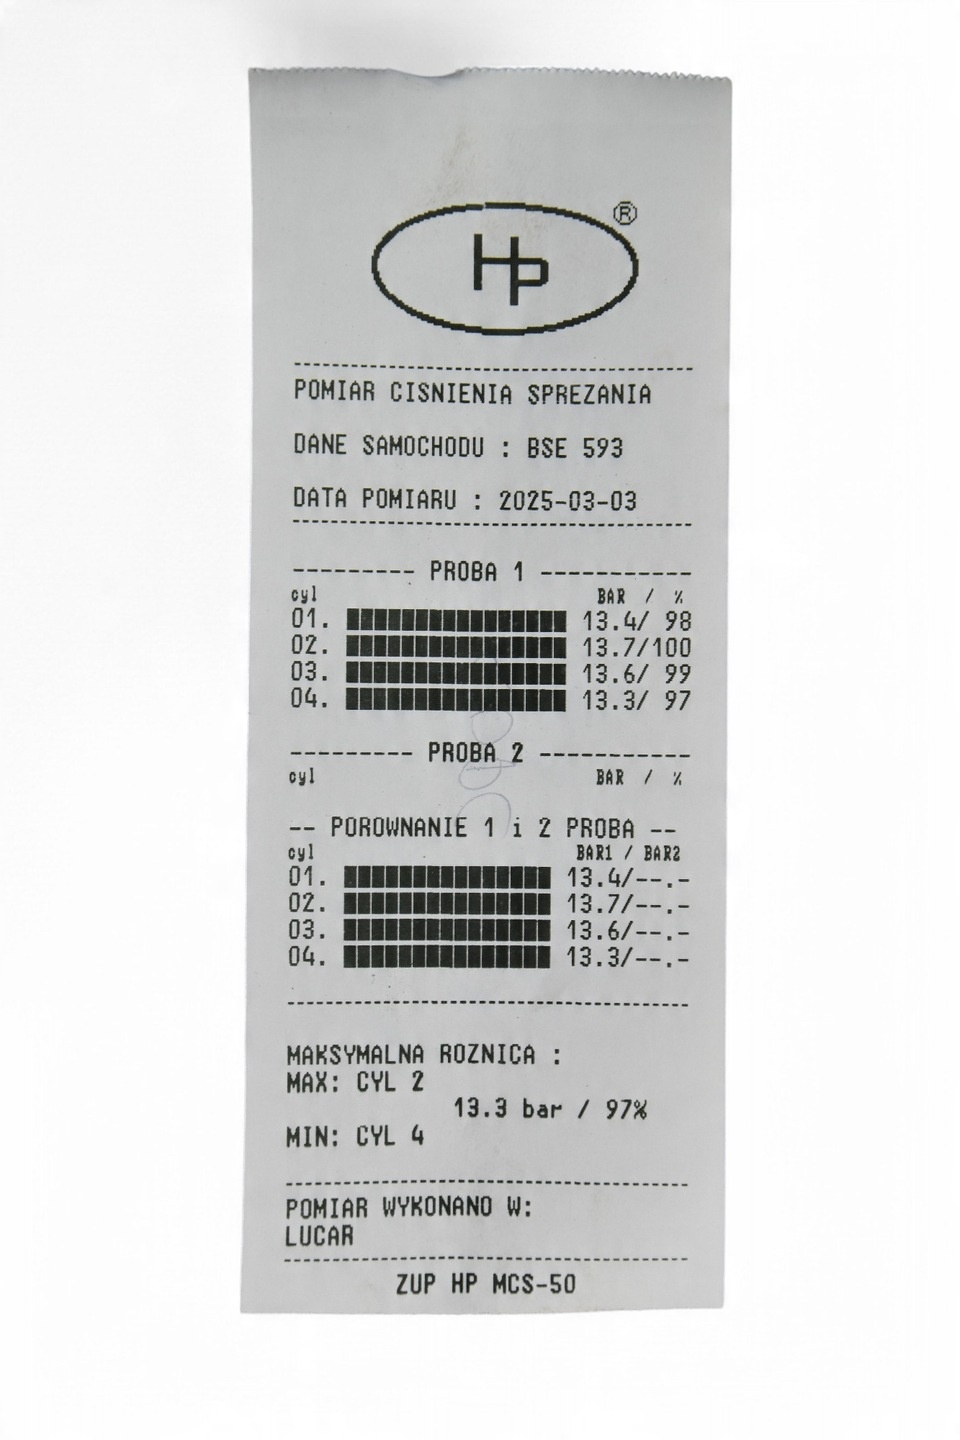 HP ®
POMIAR CISNIENIA SPREZANIA
DANE SAMOCHODU : BSE 593
DATA POMIARU : 2025-03-03
--------- PROBA 1 -----------
cyl BAR / %
01. 13.4/ 98
02. 13.7/100
03. 13.6/ 99
04. 13.3/ 97
--------- PROBA 2 -----------
cyl BAR / %
-- POROWNANIE 1 i 2 PROBA --
cyl BAR1 / BAR2
01. 13.4/--.-
02. 13.7/--.-
03. 13.6/--.-
04. 13.3/--.-
MAKSYMALNA ROZNICA :
MAX: CYL 2
13.3 bar / 97%
MIN: CYL 4
POMIAR WYKONANO W:
LUCAR
ZUP HP MCS-50